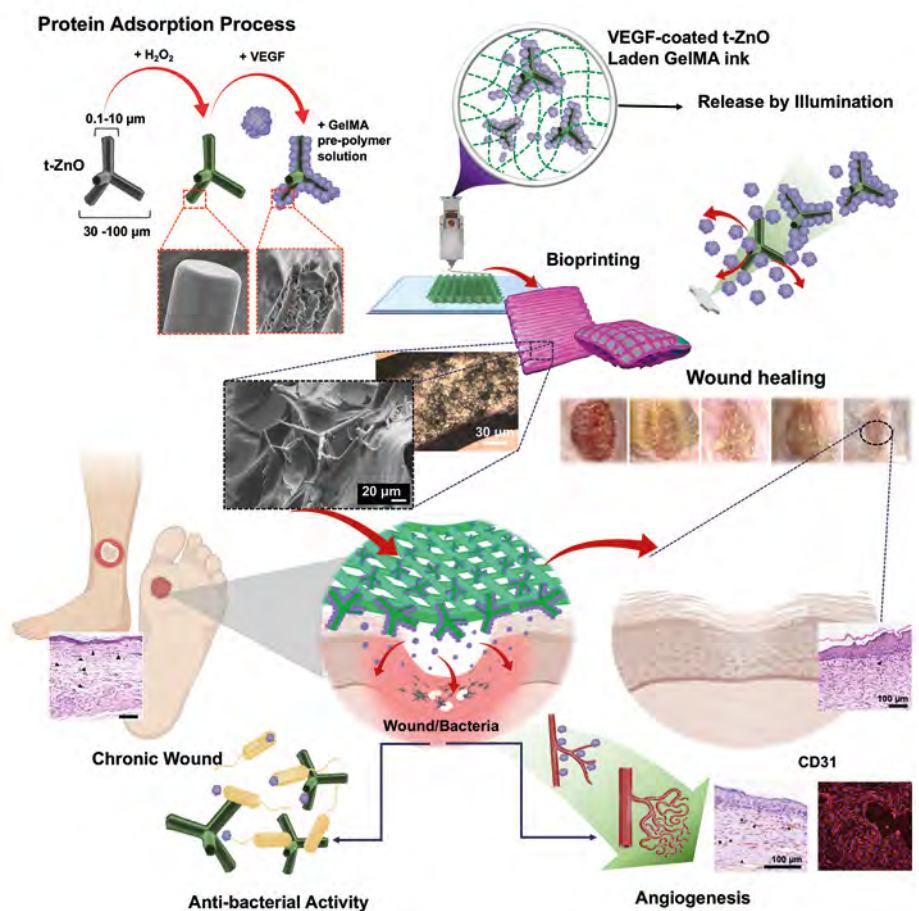 Protein Adsorption Process
+ H₂O₂
+ VEGF
0.1-10 µm
t-ZnO
30 -100 µm
+ GelMA
pre-polymer
solution
VEGF-coated t-ZnO
Laden GelMA ink
Release by Illumination
Bioprinting
30 µm
20 µm
Wound healing
100 µm
Wound/Bacteria
Chronic Wound
CD31
100 µm
Anti-bacterial Activity
Angiogenesis